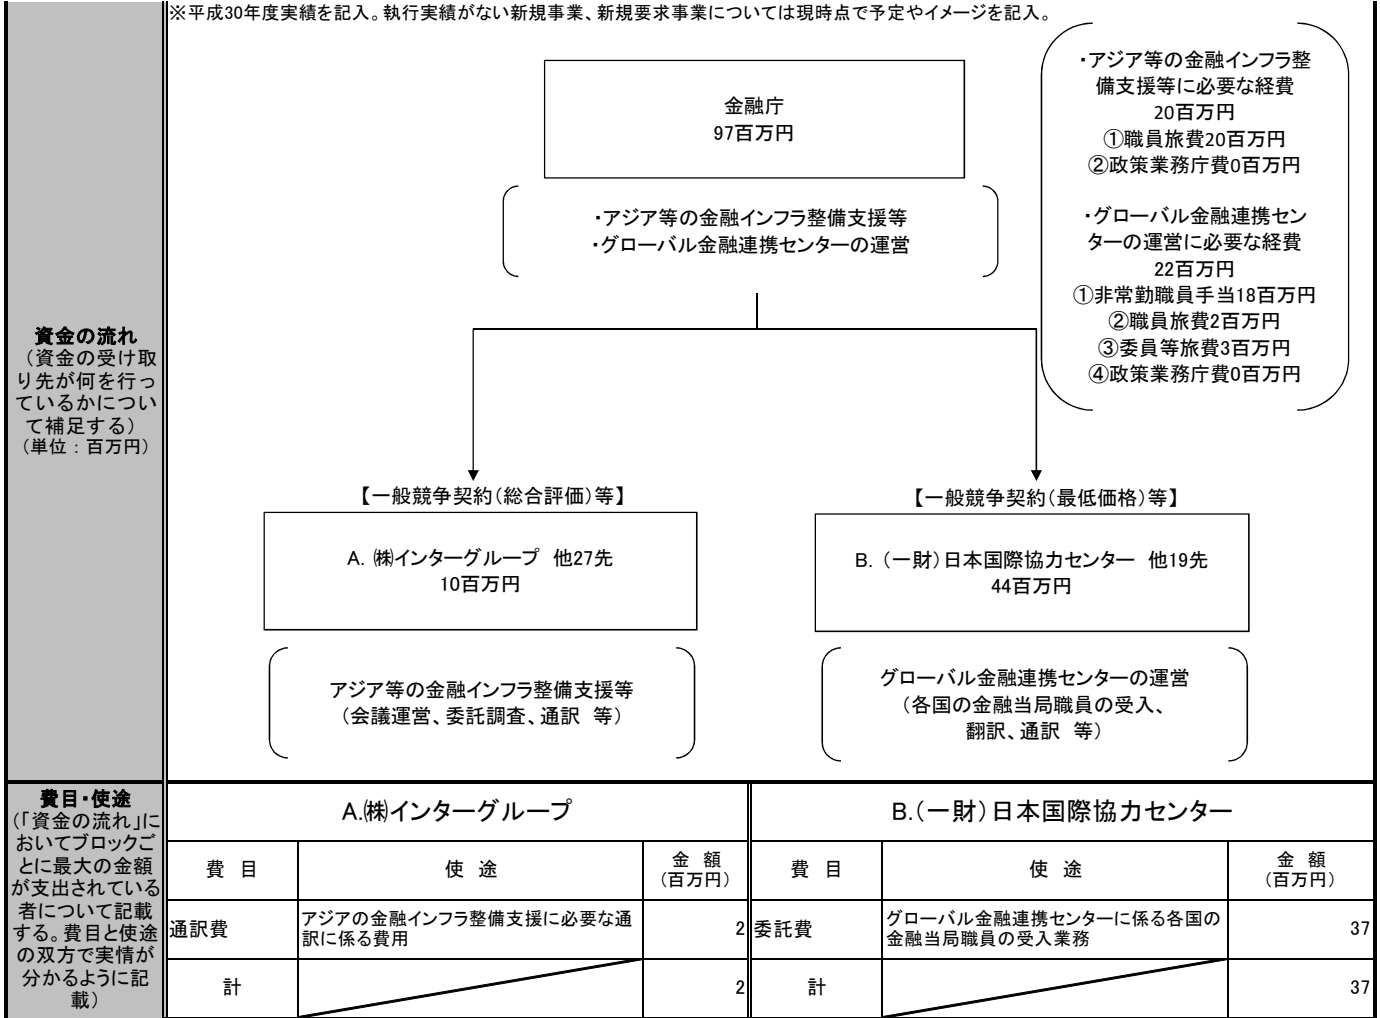 ※平成30年度実績を記入。執行実績がない新規事業、新規要求事業については現時点で予定やイメージを記入。
金融庁
97百万円
・アジア等の金融インフラ整備支援等
・グローバル金融連携センターの運営
・アジア等の金融インフラ整
備支援等に必要な経費
20百万円
①職員旅費20百万円
②政策業務庁費0百万円
・グローバル金融連携セン
ターの運営に必要な経費
22百万円
①非常勤職員手当18百万円
②職員旅費2百万円
③委員等旅費3百万円
④政策業務庁費0百万円
資金の流れ
（資金の受け取
り先が何を行っ
ているかについ
て補足する）
（単位：百万円）
【一般競争契約（総合評価）等】
A. ㈱インターグループ 他27先
10百万円
アジア等の金融インフラ整備支援等
（会議運営、委託調査、通訳 等）
【一般競争契約（最低価格）等】
B. （一財）日本国際協力センター 他19先
44百万円
グローバル金融連携センターの運営
（各国の金融当局職員の受入、
翻訳、通訳 等）
費目・使途
（「資金の流れ」に
おいてブロックご
とに最大の金額
が支出されている
者について記載
する。費目と使途
の双方で実情が
分かるように記
載）
A.㈱インターグループ
B.（一財）日本国際協力センター
費 目
使 途
金 額
（百万円）
費 目
使 途
金 額
（百万円）
通訳費
アジアの金融インフラ整備支援に必要な通
訳に係る費用
2
委託費
グローバル金融連携センターに係る各国の
金融当局職員の受入業務
37
計
2
計
37